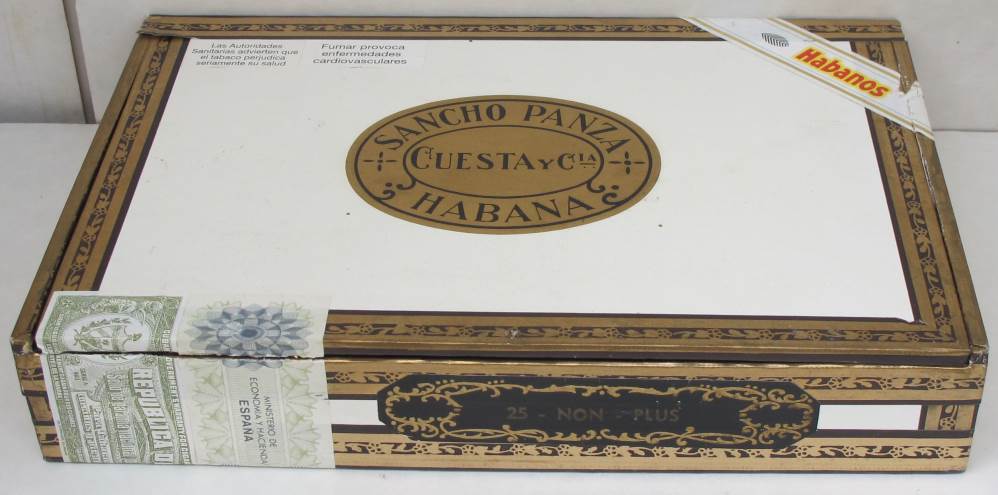 Las Autoridades
Sanitarias advierten que
el tabaco perjudica
seriamente su salud
Fumar provoca
enfermedades
cardiovasculares
Habanos
SANCHO PANZA
CUESTA Y CIA
HABANA
REPUBLICA D
MINISTERIO DE
ECONOMIA Y HACIENDA
ESPAÑA
25 - NON - PLUS